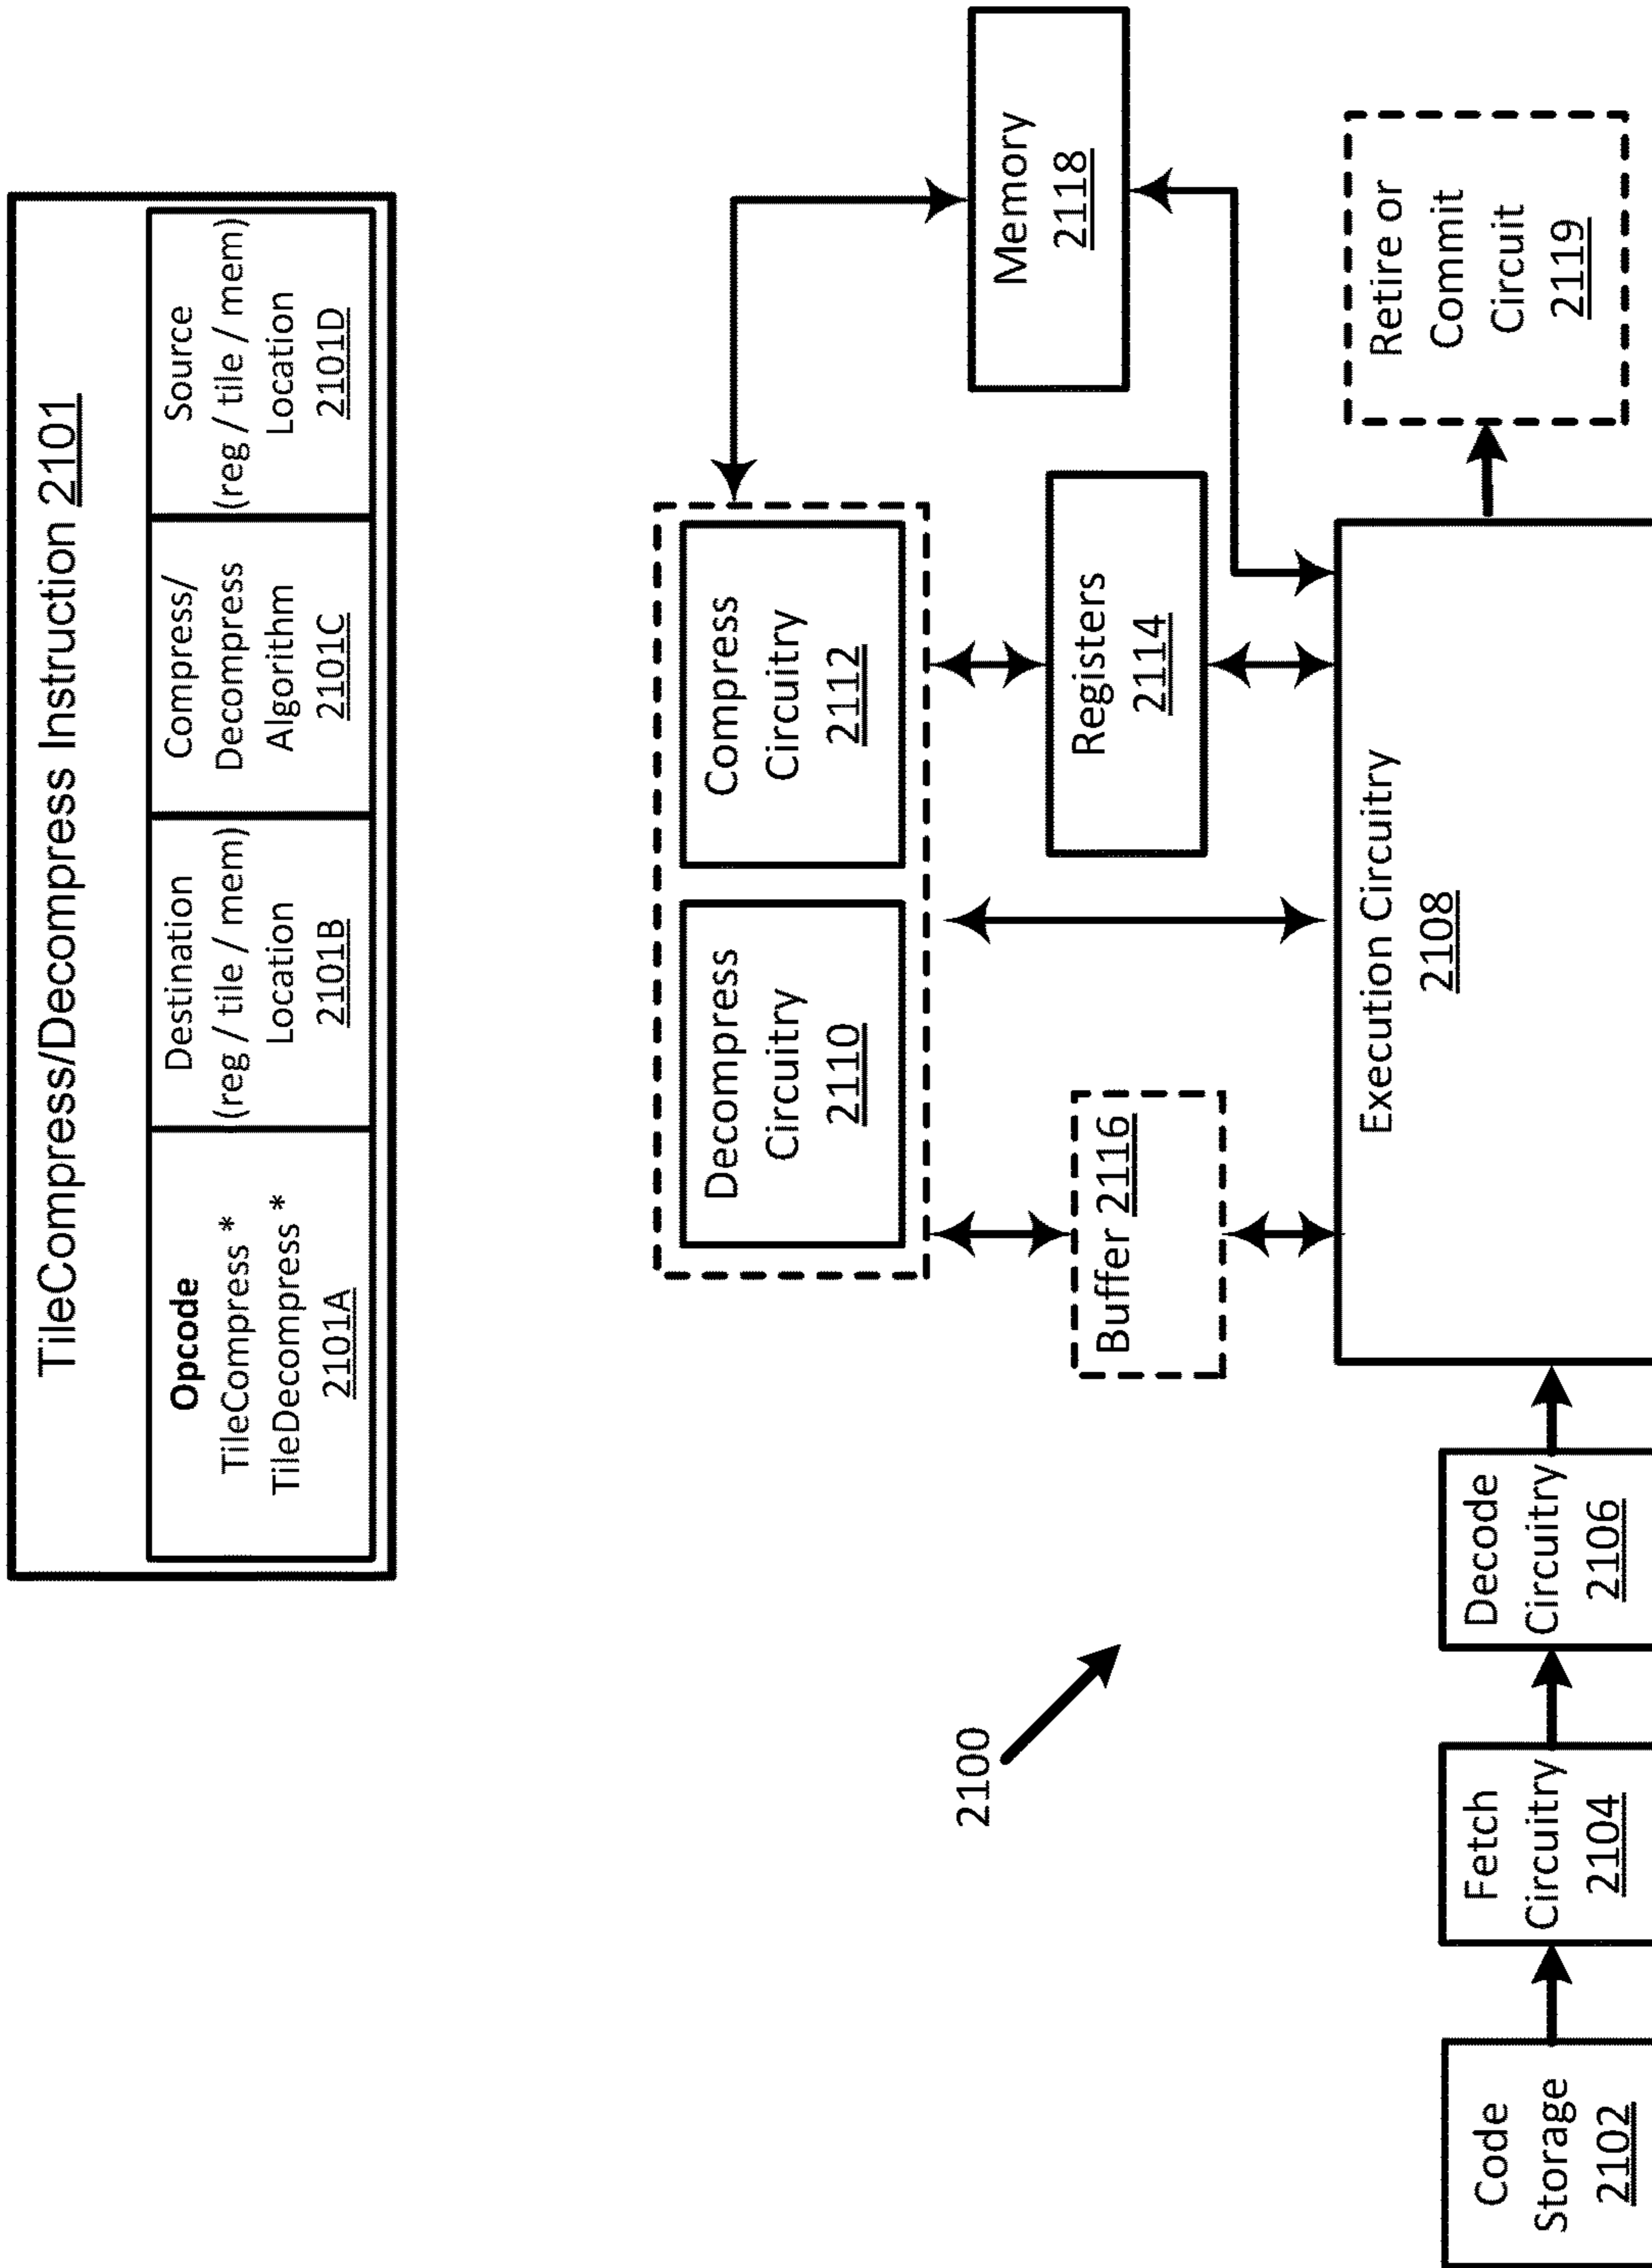 TileCompress/Decompress Instruction 2101
Opcode
TileCompress *
TileDecompress *
2101A
Destination
(reg / tile / mem)
Location
2101B
Compress/
Decompress
Algorithm
2101C
Source
(reg / tile / mem)
Location
2101D
2100
Decompress
Circuitry
2110
Compress
Circuitry
2112
Memory
2118
Buffer 2116
Registers
2114
Code
Storage
2102
Fetch
Circuitry
2104
Decode
Circuitry
2106
Execution Circuitry
2108
Retire or
Commit
Circuit
2119